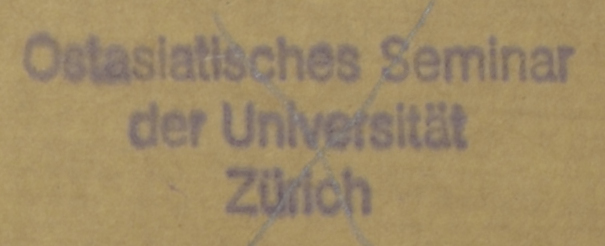 Ostasiatisches Seminar
der Universität
Zürich